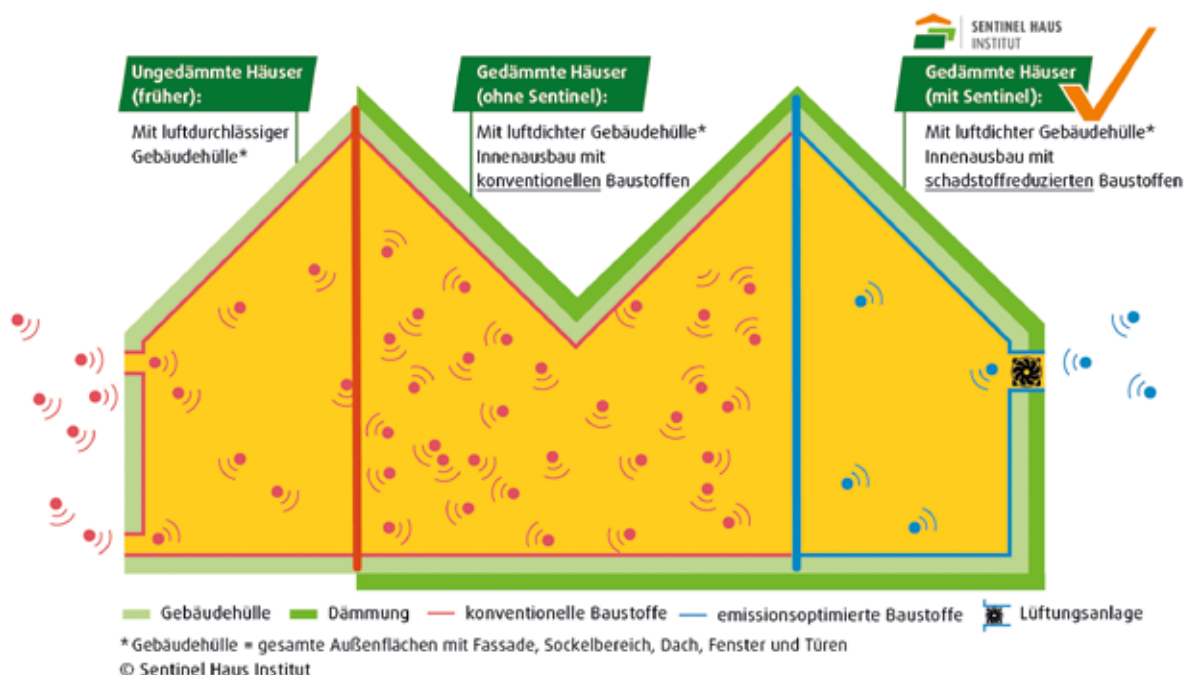 SENTINEL HAUS
INSTITUT
Ungedämmte Häuser
(früher):
Mit luftdurchlässiger
Gebäudehülle*
Gedämmte Häuser
(ohne Sentinel):
Mit luftdichter Gebäudehülle*
Innenausbau mit
konventionellen Baustoffen
Gedämmte Häuser
(mit Sentinel):
Mit luftdichter Gebäudehülle*
Innenausbau mit
schadstoffreduzierten Baustoffen
Gebäudehülle Dämmung konventionelle Baustoffe emissionsoptimierte Baustoffe Lüftungsanlage
*Gebäudehülle = gesamte Außenflächen mit Fassade, Sockelbereich, Dach, Fenster und Türen
© Sentinel Haus Institut